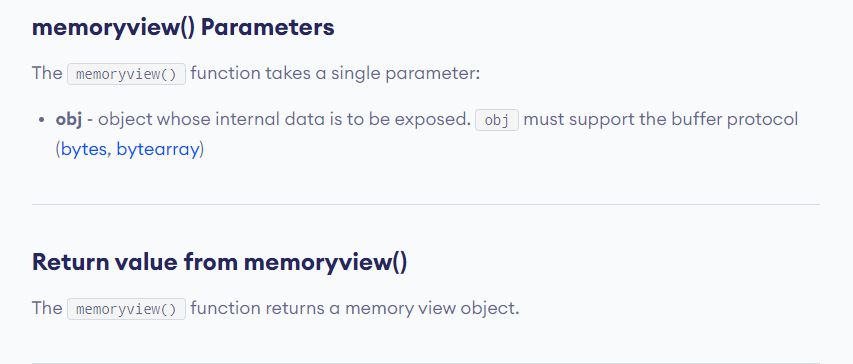 memoryview() Parameters
The memoryview() function takes a single parameter:
• obj - object whose internal data is to be exposed. obj must support the buffer protocol
(bytes, bytearray)
Return value from memoryview()
The memoryview() function returns a memory view object.